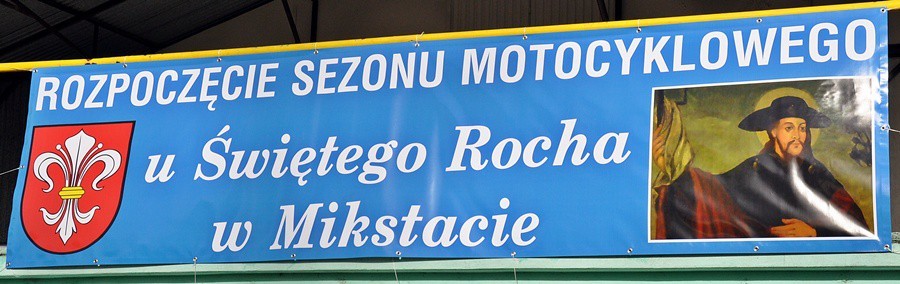 ROZPOCZĘCIE SEZONU MOTOCYKLOWEGO
u Świętego Rocha
w Mikstacie